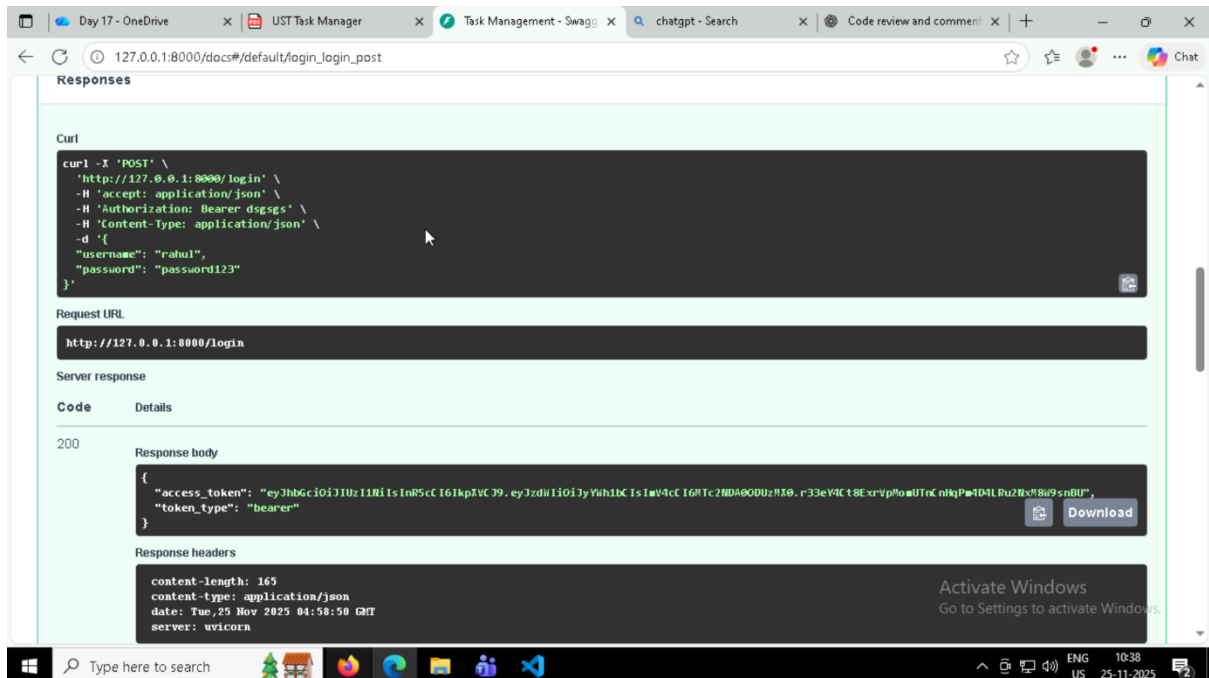 Day 17 - OneDrive
UST Task Manager
Task Management - Swagg
chatgpt - Search
Code review and comment
127.0.0.1:8000/docs#/default/login_login_post
Chat
Responses
Curl
curl -X 'POST' \
'http://127.0.0.1:8000/login' \
-H 'accept: application/json' \
-H 'Authorization: Bearer dsgsgs' \
-H 'Content-Type: application/json' \
-d '{
"username": "rahul",
"password": "password123"
}'
Request URL
http://127.0.0.1:8000/login
Server response
Code Details
200
Response body
{
"access_token": "
"token_type": "bearer"
}
Download
Response headers
content-length: 165
content-type: application/json
date: Tue,25 Nov 2025 04:58:50 GMT
server: uvicorn
Activate Windows
Go to Settings to activate Windows.
Type here to search
ENG
US
10:38
25-11-2025
2